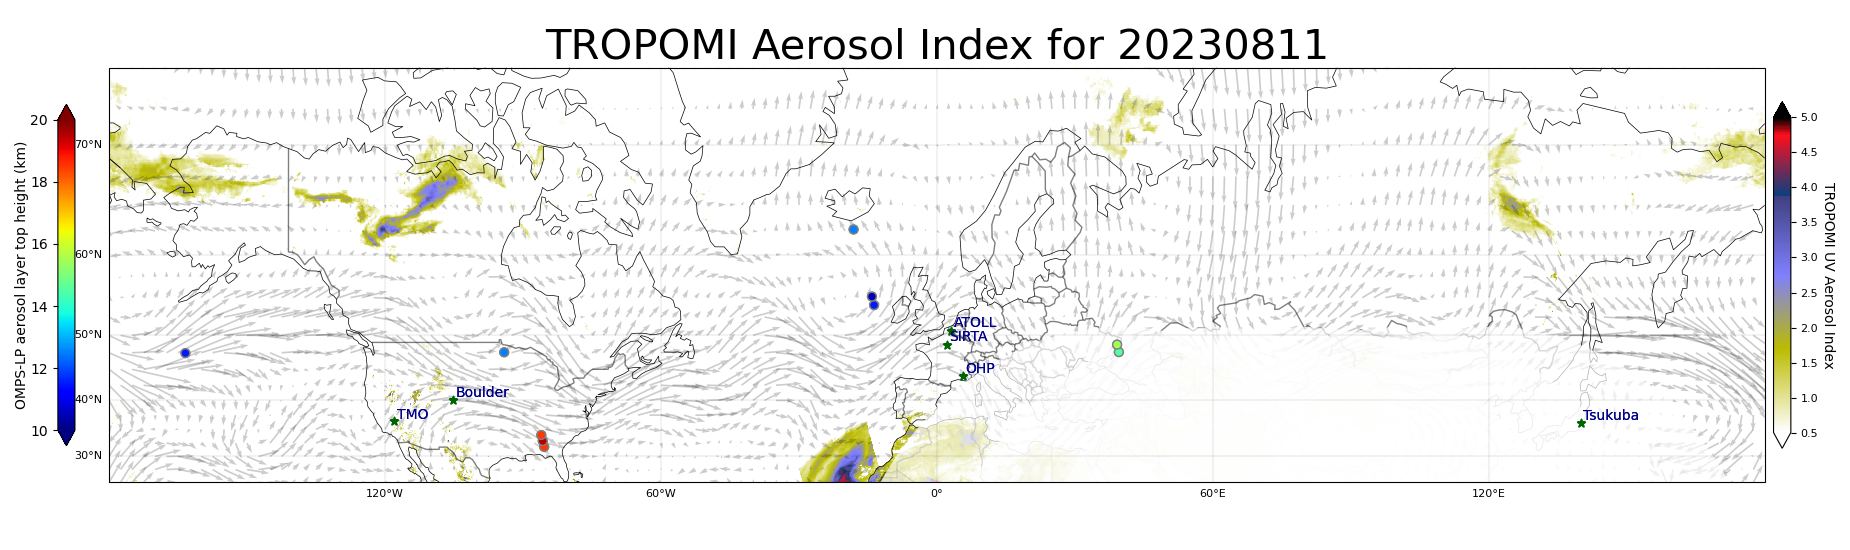 TROPOMI Aerosol Index for 20230811
OMPS-LP aerosol layer top height (km)
20
18
16
14
12
10
70°N
60°N
50°N
40°N
30°N
120°W
60°W
0°
60°E
120°E
ATOLL
SIRTA
OHP
Boulder
TMO
Tsukuba
5.0
4.5
4.0
3.5
3.0
2.5
2.0
1.5
1.0
0.5
TROPOMI UV Aerosol Index